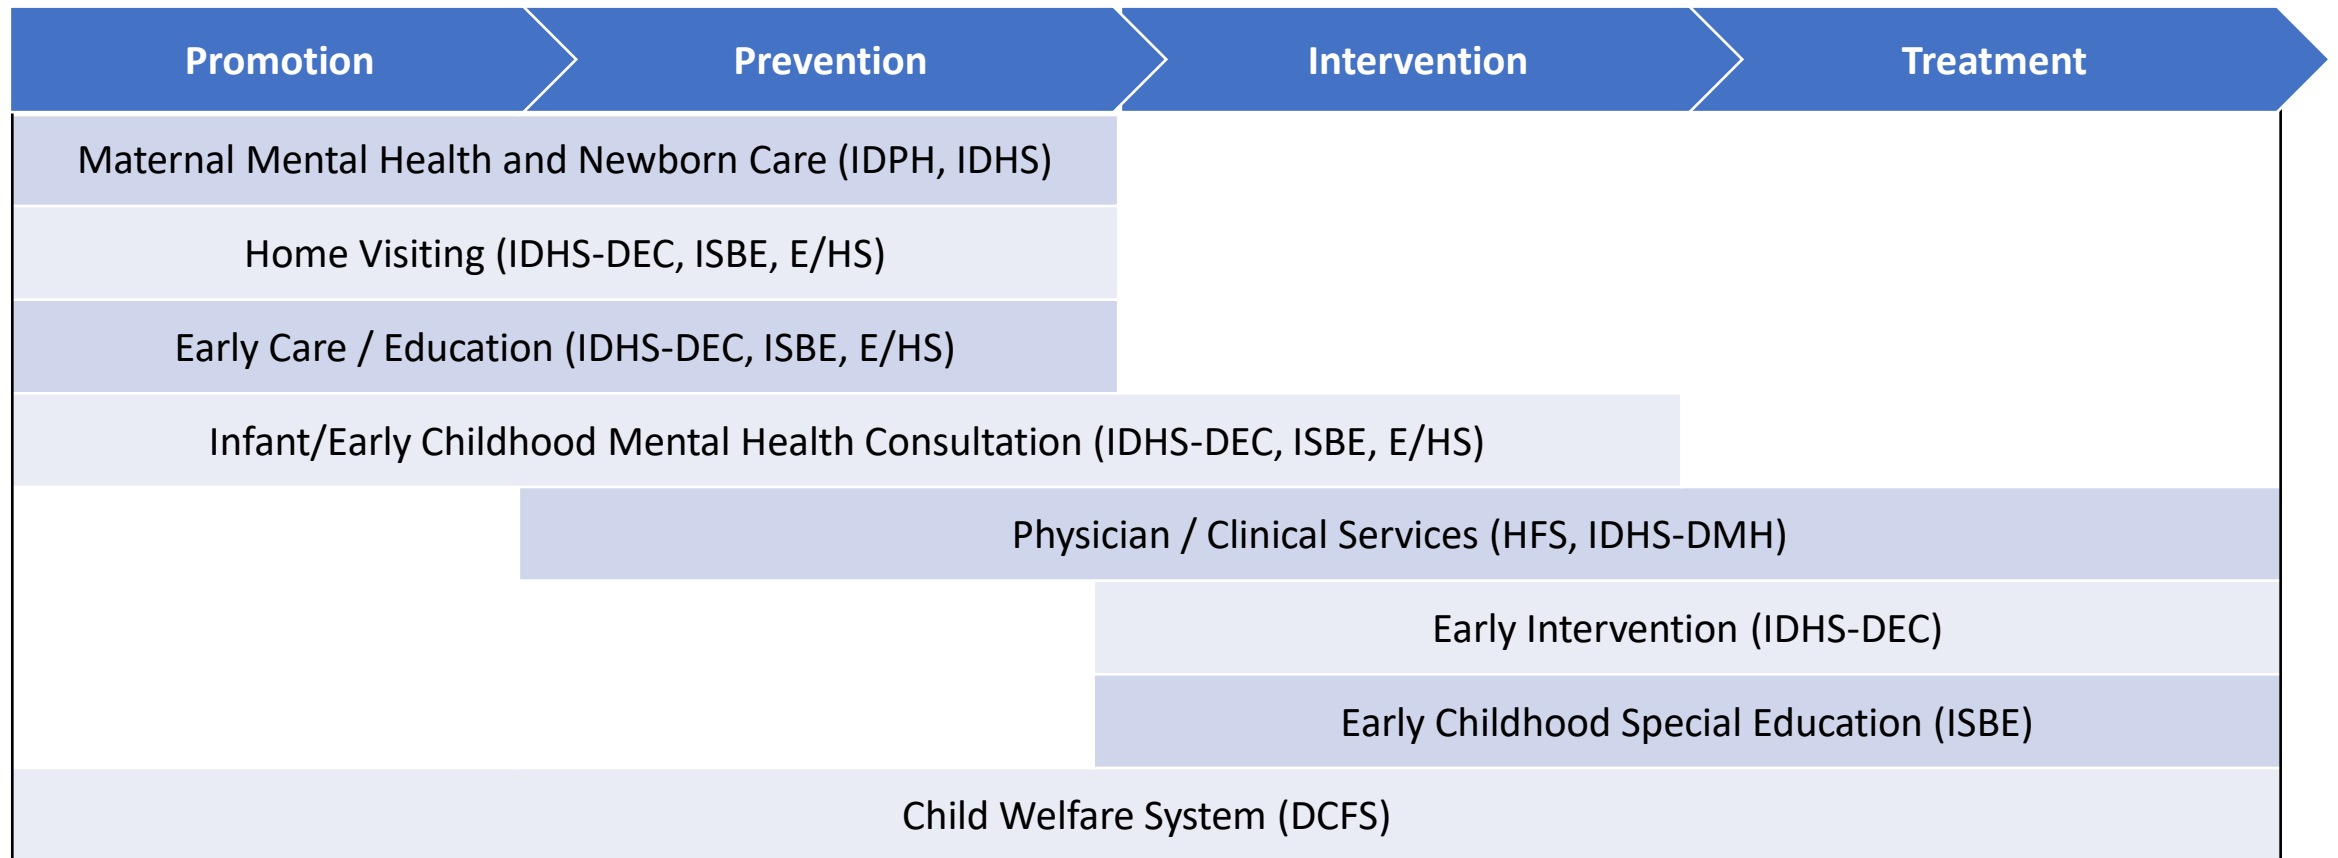 Promotion
Prevention
Intervention
Treatment
Maternal Mental Health and Newborn Care (IDPH, IDHS)
Home Visiting (IDHS-DEC, ISBE, E/HS)
Early Care / Education (IDHS-DEC, ISBE, E/HS)
Infant/Early Childhood Mental Health Consultation (IDHS-DEC, ISBE, E/HS)
Physician / Clinical Services (HFS, IDHS-DMH)
Early Intervention (IDHS-DEC)
Early Childhood Special Education (ISBE)
Child Welfare System (DCFS)